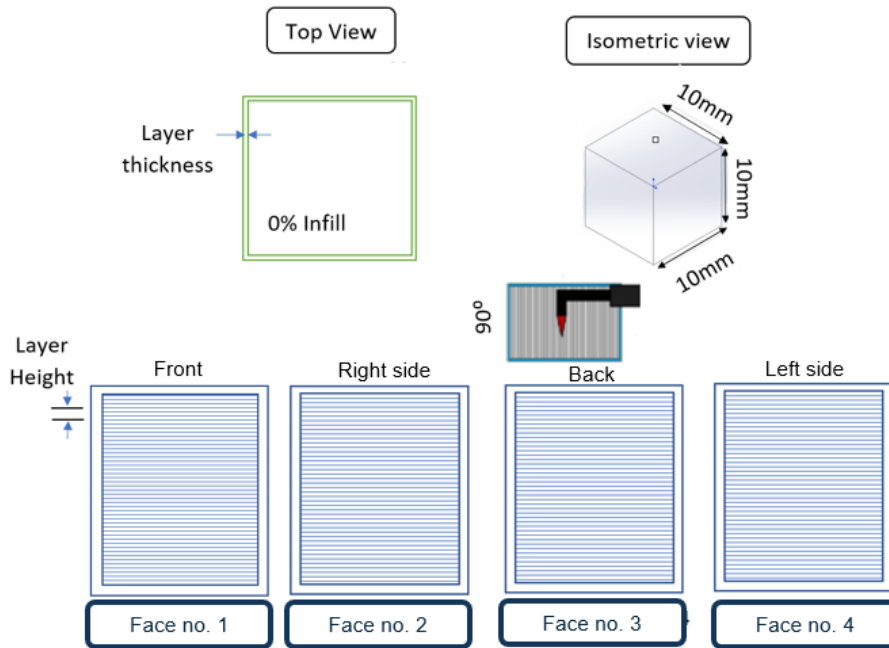 Top View
Isometric view
10mm
10mm
10mm
Layer
thickness
0% Infill
90º
Layer
Height
Front
Right side
Back
Left side
Face no. 1
Face no. 2
Face no. 3
Face no. 4